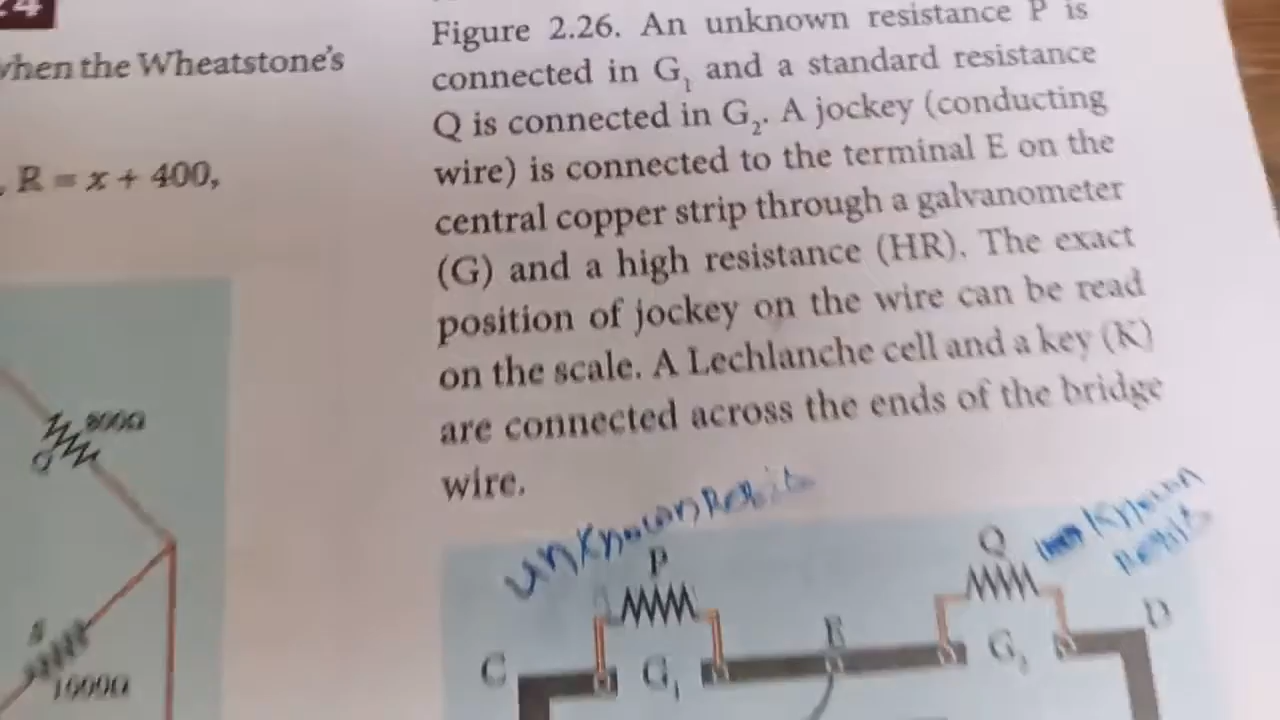 when the Wheatstone's
R = x + 400,
Figure 2.26. An unknown resistance P is
connected in G₁ and a standard resistance
Q is connected in G₂. A jockey (conducting
wire) is connected to the terminal E on the
central copper strip through a galvanometer
(G) and a high resistance (HR). The exact
position of jockey on the wire can be read
on the scale. A Lechlanche cell and a key (K)
are connected across the ends of the bridge
wire.
unknown
known
P
Q
C
G₁
E
G₂
D